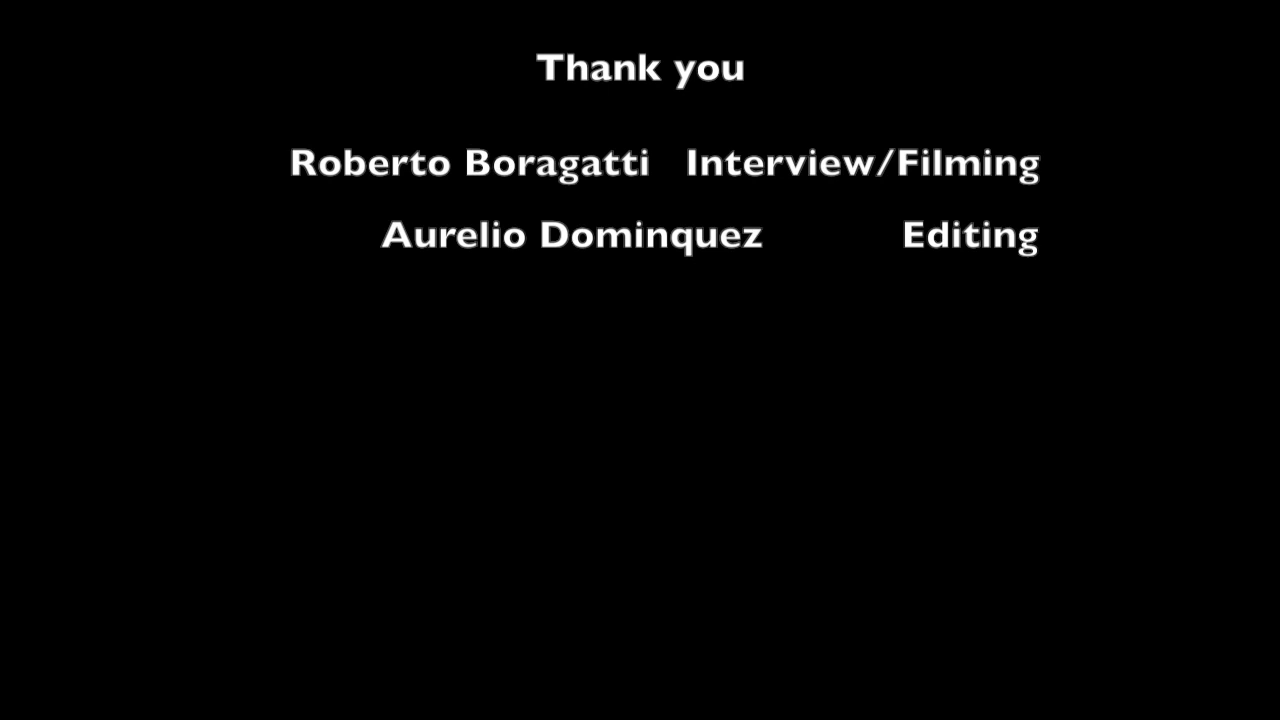 Thank you
Roberto Boragatti Interview/Filming
Aurelio Dominquez Editing